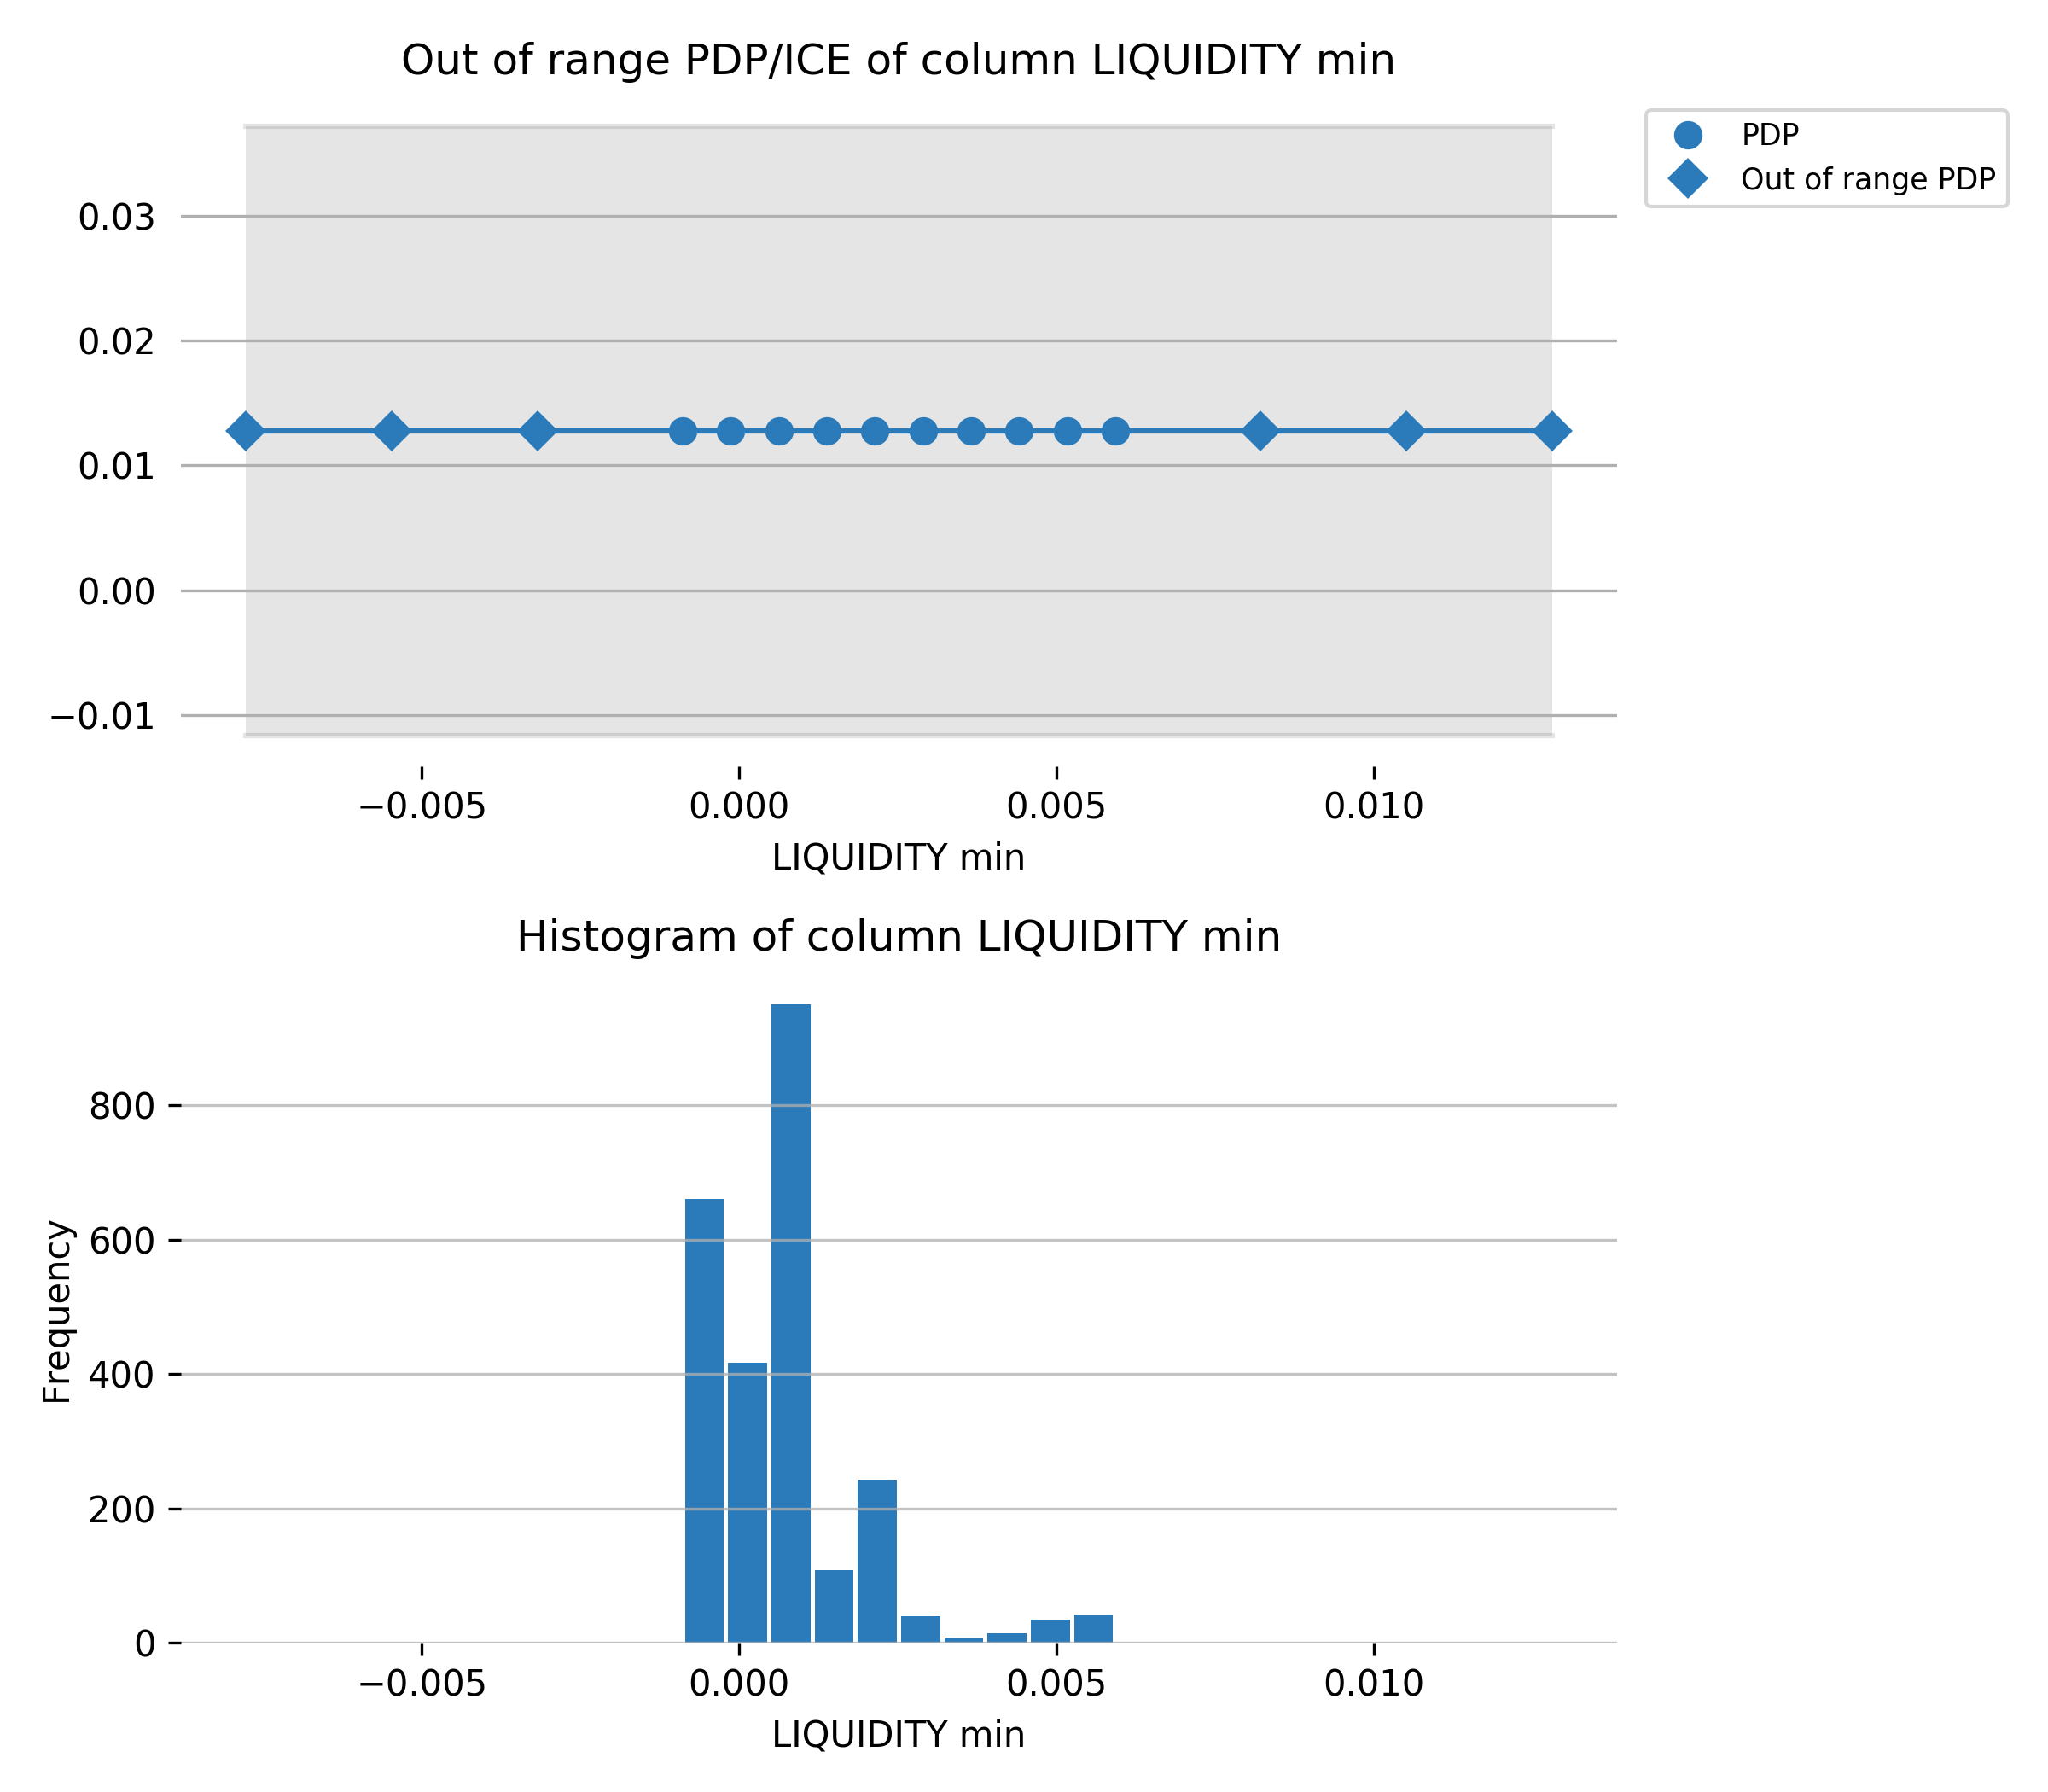 Out of range PDP/ICE of column LIQUIDITY min
PDP
Out of range PDP
0.03
0.02
0.01
0.00
−0.01
−0.005 0.000 0.005 0.010
LIQUIDITY min
Histogram of column LIQUIDITY min
Frequency
800
600
400
200
0
−0.005 0.000 0.005 0.010
LIQUIDITY min